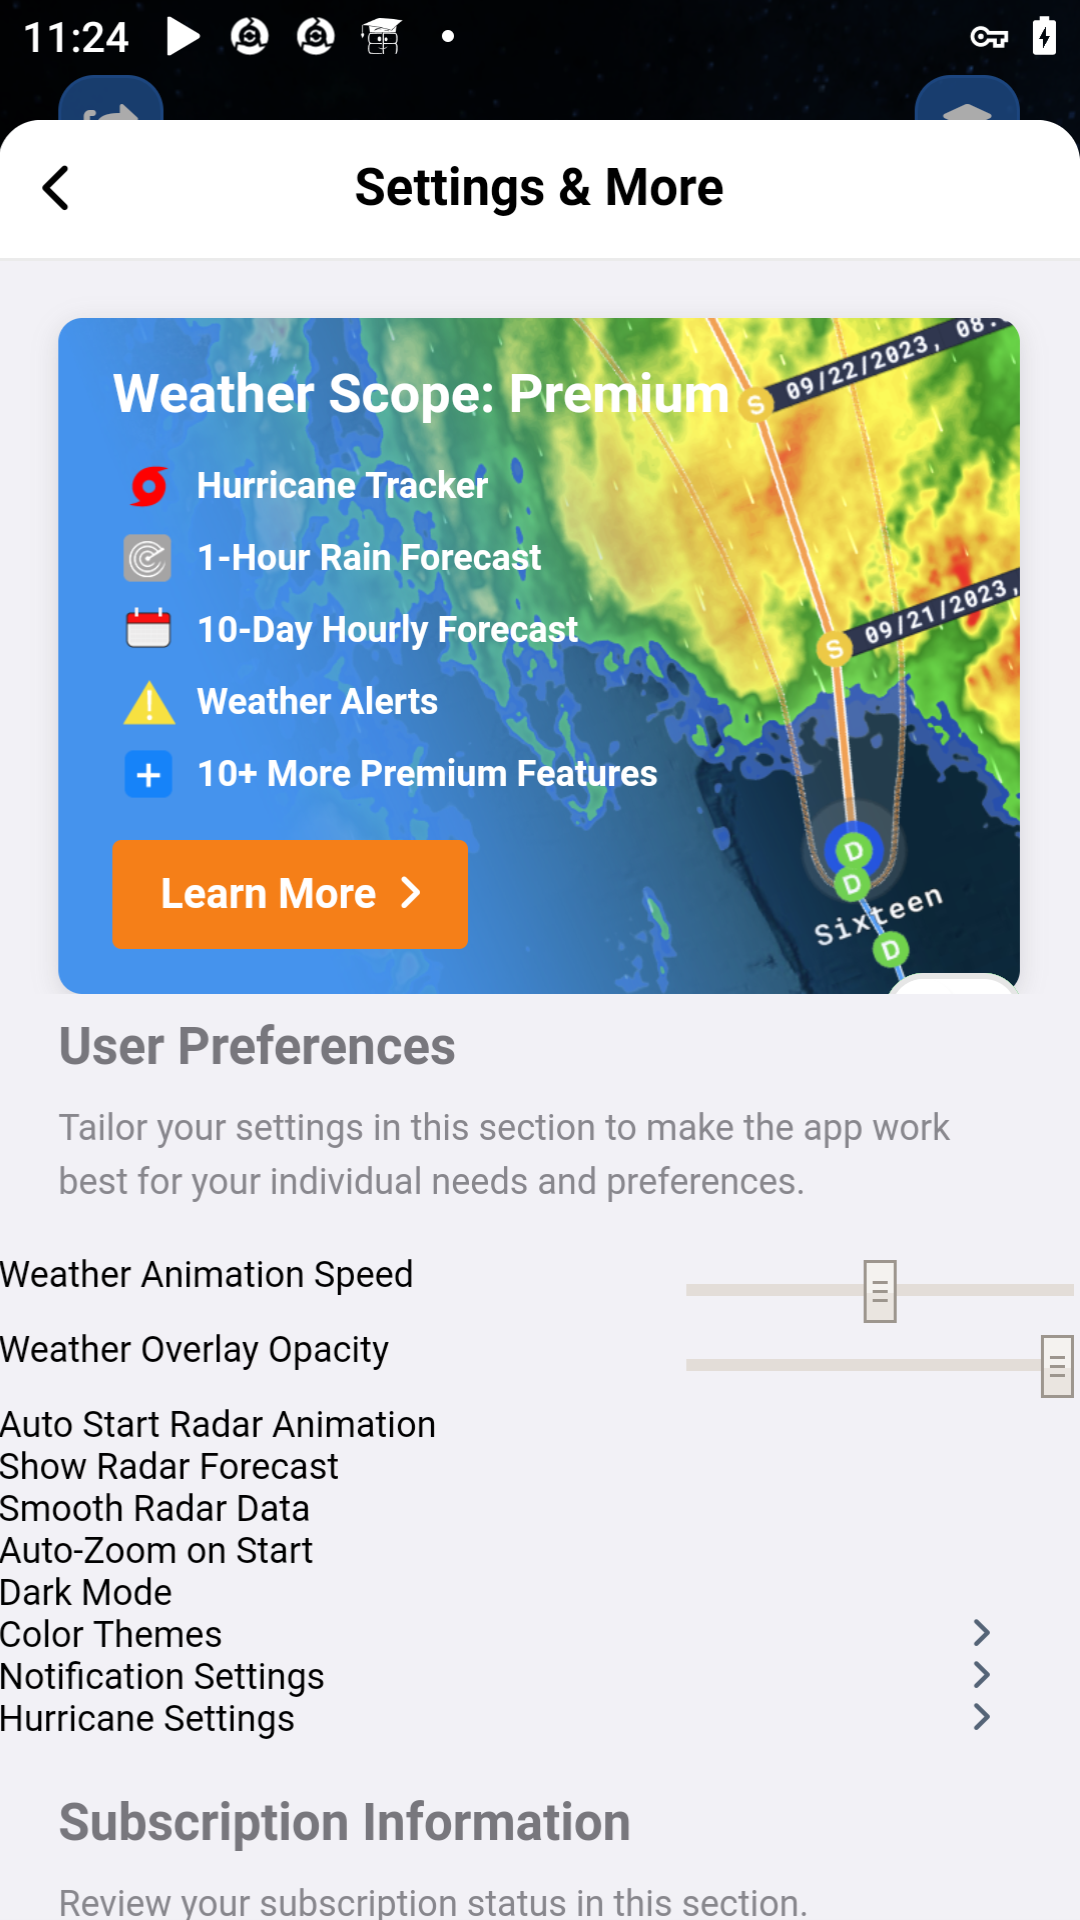 11:24
Settings & More
Weather Scope: Premium
S
09/22/2023, 08:
Hurricane Tracker
1-Hour Rain Forecast
10-Day Hourly Forecast
S
09/21/2023,
Weather Alerts
10+ More Premium Features
D
D
Learn More
Sixteen
D
User Preferences
Tailor your settings in this section to make the app work
best for your individual needs and preferences.
Weather Animation Speed
Weather Overlay Opacity
Auto Start Radar Animation
Show Radar Forecast
Smooth Radar Data
Auto-Zoom on Start
Dark Mode
Color Themes
Notification Settings
Hurricane Settings
Subscription Information
Review your subscription status in this section.